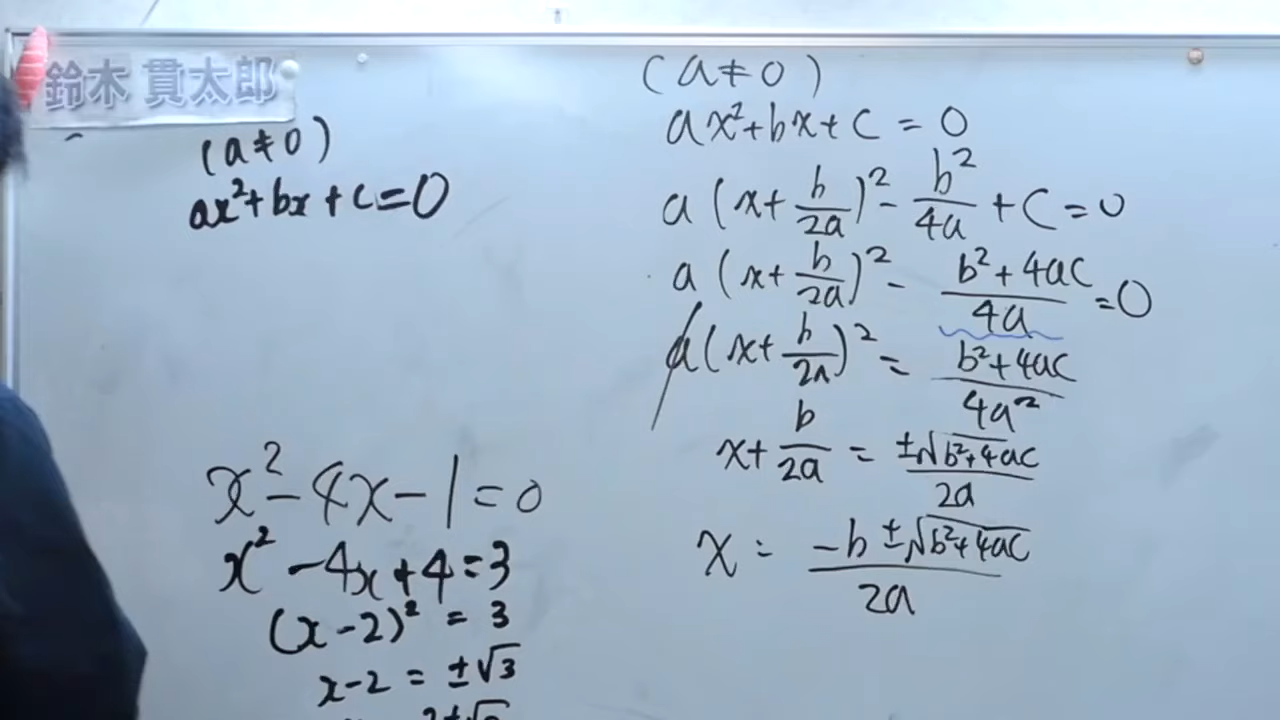 鈴木 貫太郎
(a≠0)
ax²+bx+c=0
x²-4x-1=0
x²-4x+4=3
(x-2)²=3
x-2=±√3
(a≠0)
ax²+bx+c=0
a(x+b/2a)²-b²/4a+c=0
a(x+b/2a)²-(b²+4ac)/4a=0
a(x+b/2a)²=(b²+4ac)/4a²
x+b/2a=±√(b²+4ac)/2a
x=(-b±√(b²+4ac))/2a